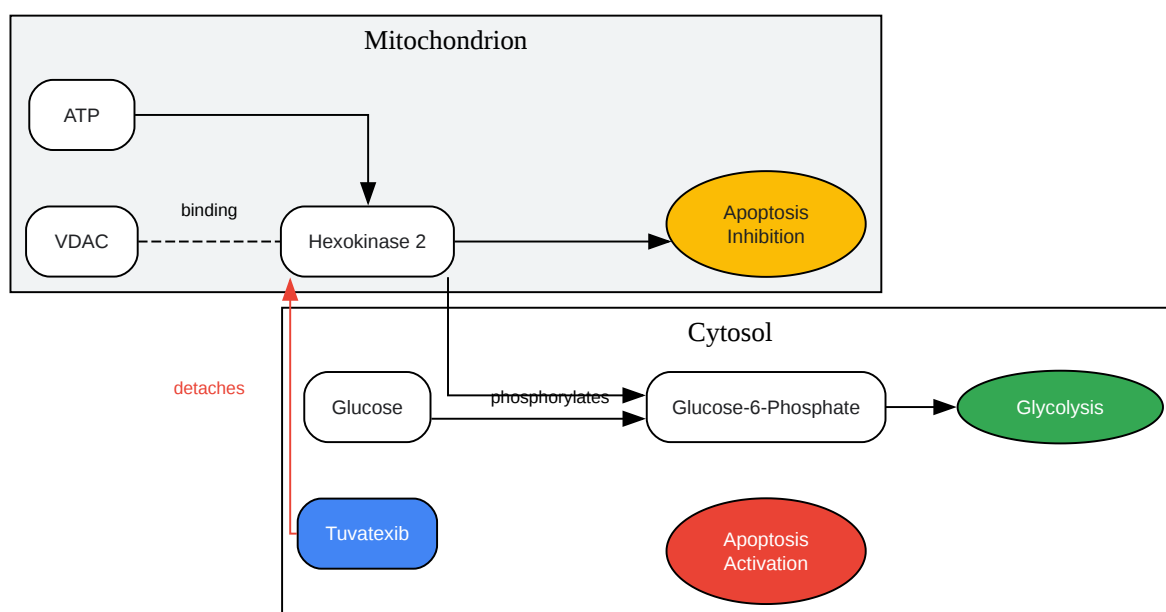 Mitochondrion
ATP
binding
VDAC
Hexokinase 2
Apoptosis
Inhibition
Cytosol
detaches
Glucose
phosphorylates
Glucose-6-Phosphate
Glycolysis
Tuvatexib
Apoptosis
Activation